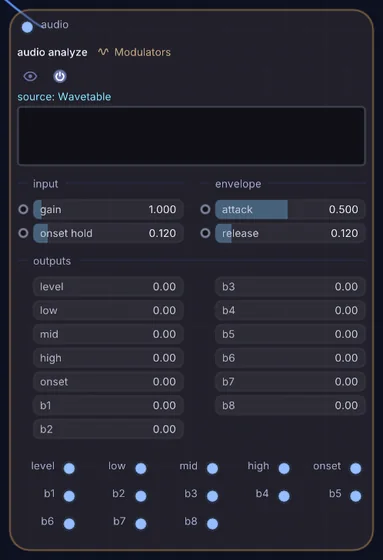 audio
audio analyze Modulators
source: Wavetable
input envelope
gain 1.000 attack 0.500
onset hold 0.120 release 0.120
outputs
level 0.00 b3 0.00
low 0.00 b4 0.00
mid 0.00 b5 0.00
high 0.00 b6 0.00
onset 0.00 b7 0.00
b1 0.00 b8 0.00
b2 0.00
level low mid high onset
b1 b2 b3 b4 b5
b6 b7 b8